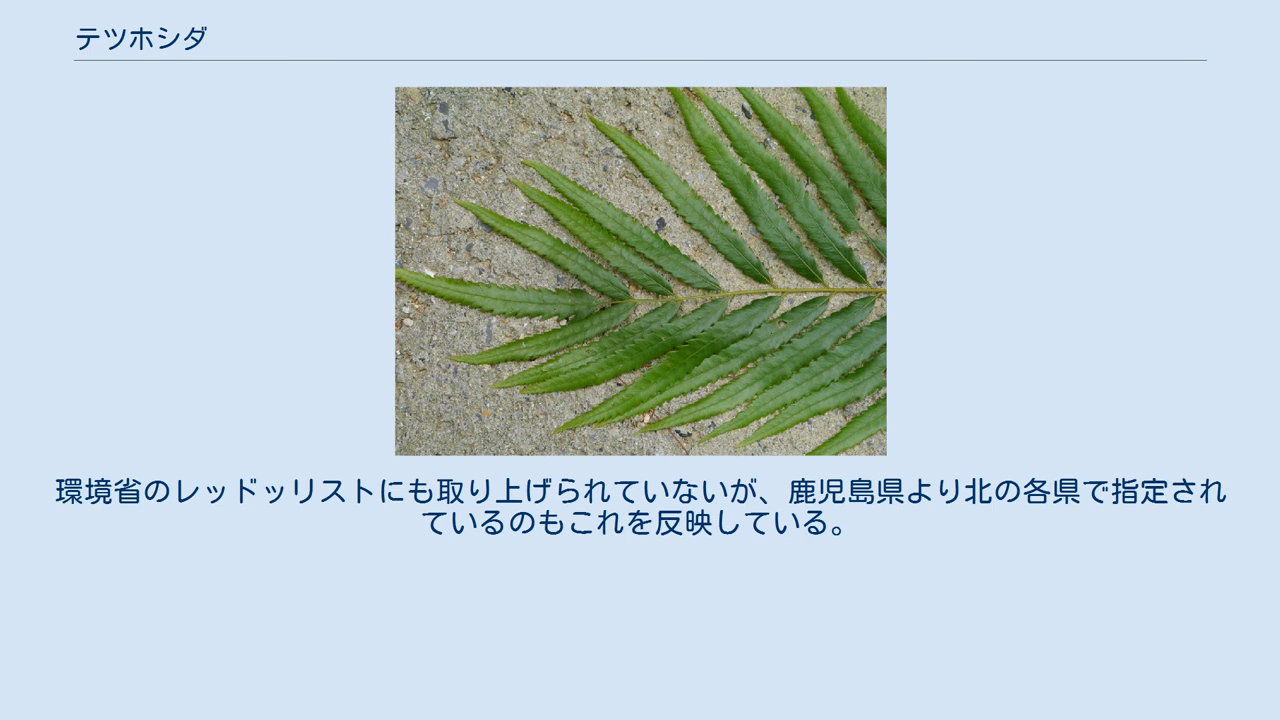 テツホシダ
環境省のレッドッリストにも取り上げられていないが、鹿児島県より北の各県で指定され
ているのもこれを反映している。